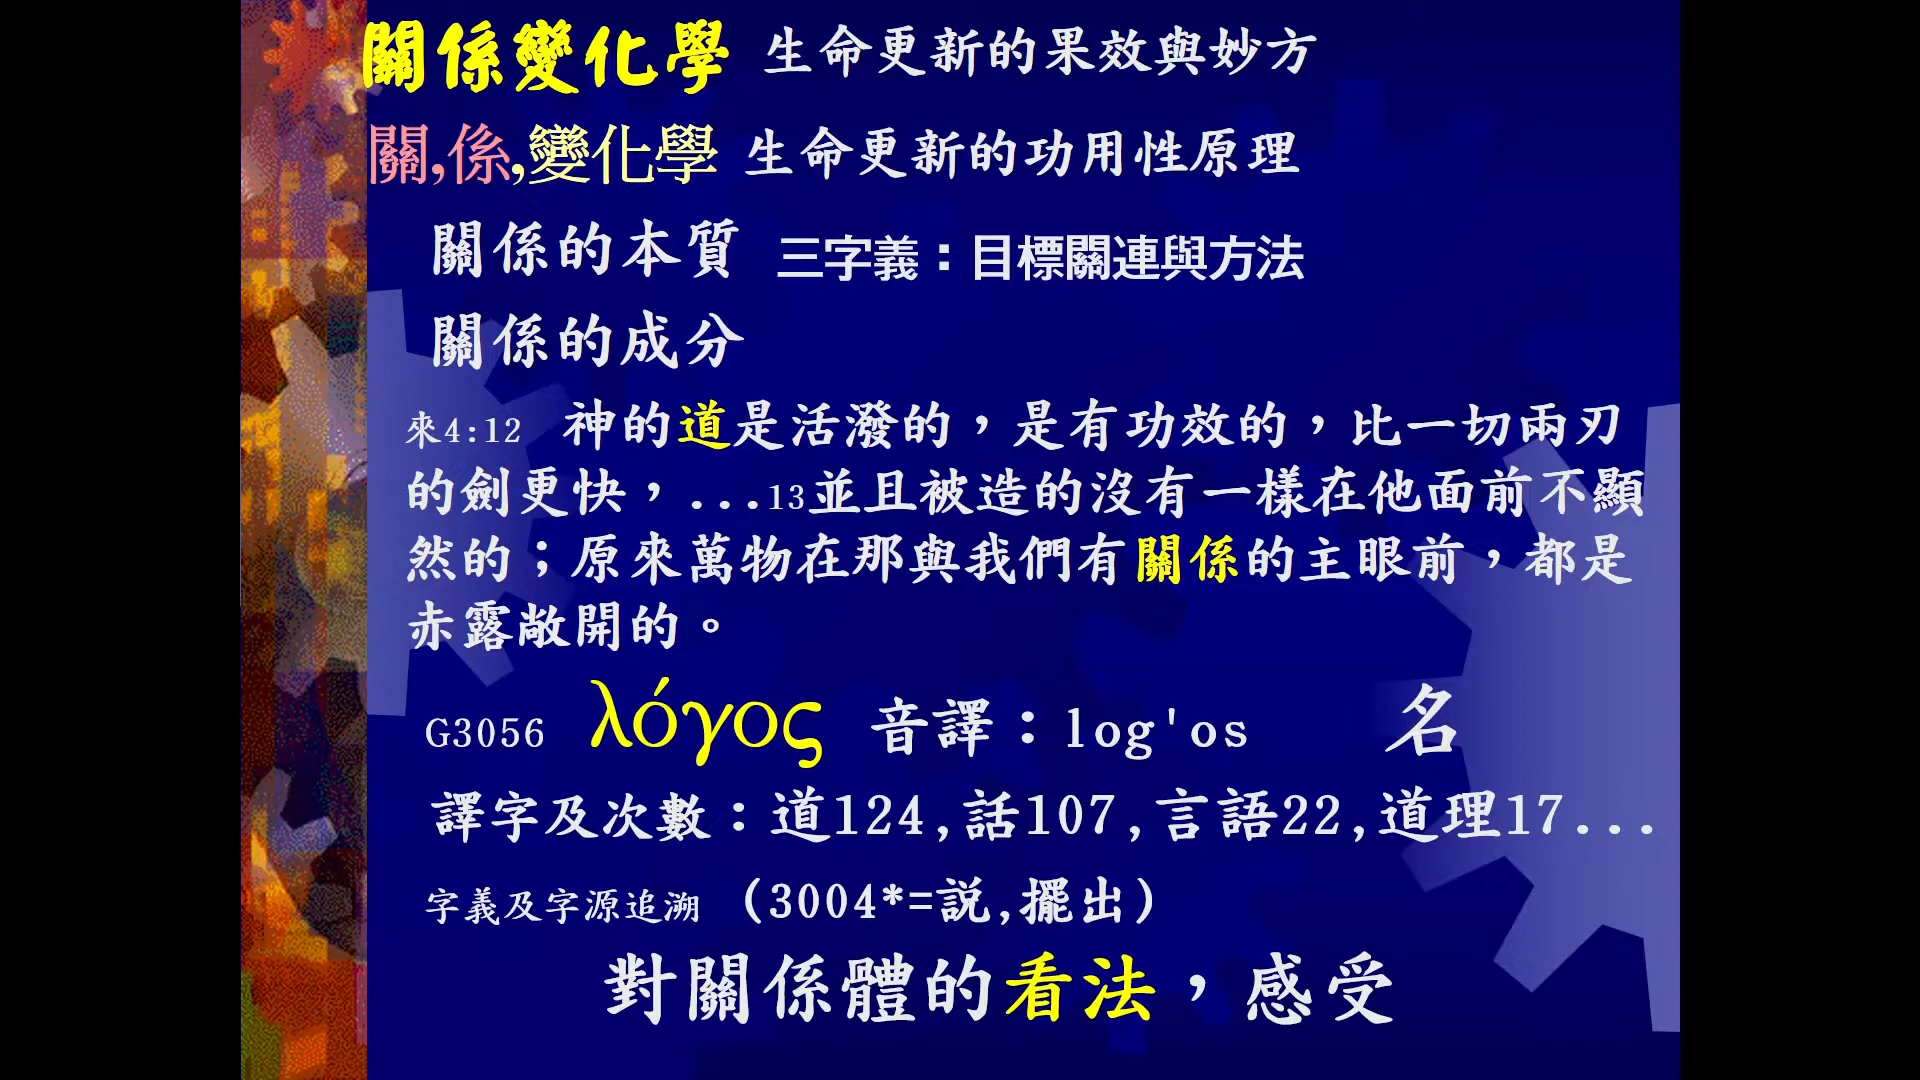 關係變化學 生命更新的果效與妙方
關,係,變化學 生命更新的功用性原理
關係的本質 三字義：目標關連與方法
關係的成分
來4:12 神的道是活潑的，是有功效的，比一切兩刃
的劍更快，...13並且被造的沒有一樣在他面前不顯
然的；原來萬物在那與我們有關係的主眼前，都是
赤露敞開的。
G3056 λόγος 音譯：log'os 名
譯字及次數：道124,話107,言語22,道理17...
字義及字源追溯 (3004*=説,擺出)
對關係體的看法，感受